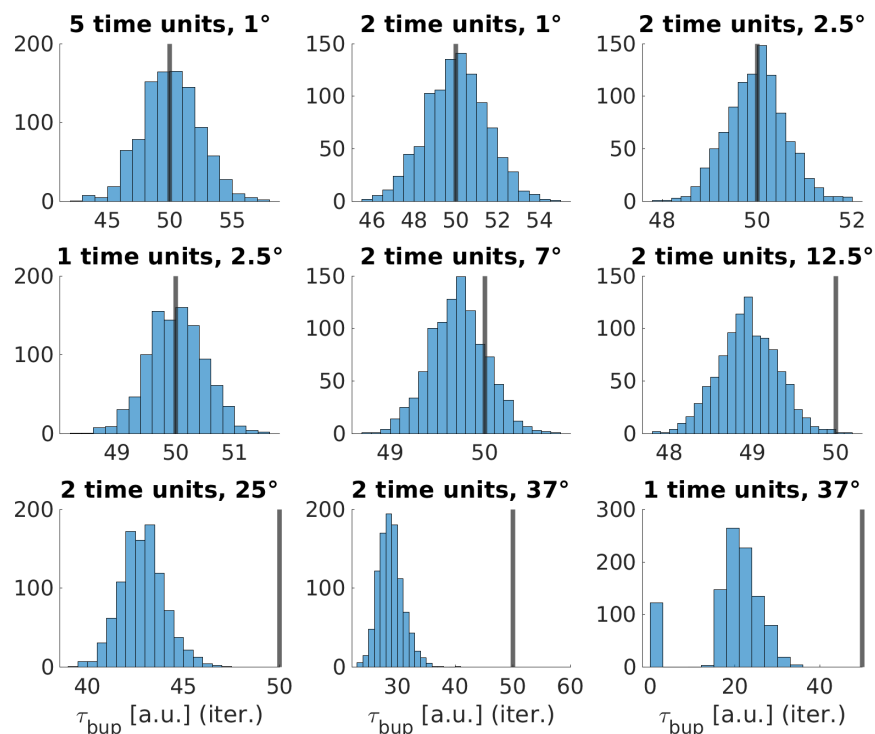 5 time units, 1° 2 time units, 1° 2 time units, 2.5°
200 150 150
100 100 100
50 50
0 0 0
45 50 55 46 48 50 52 54 48 50 52
1 time units, 2.5° 2 time units, 7° 2 time units, 12.5°
200 150 150
100 100 100
50 50
0 0 0
49 50 51 49 50 48 49 50
2 time units, 25° 2 time units, 37° 1 time units, 37°
200 200 300
200
100 100
100
0 0 0
40 45 50 30 40 50 60 0 20 40
τbup [a.u.] (iter.) τbup [a.u.] (iter.) τbup [a.u.] (iter.)